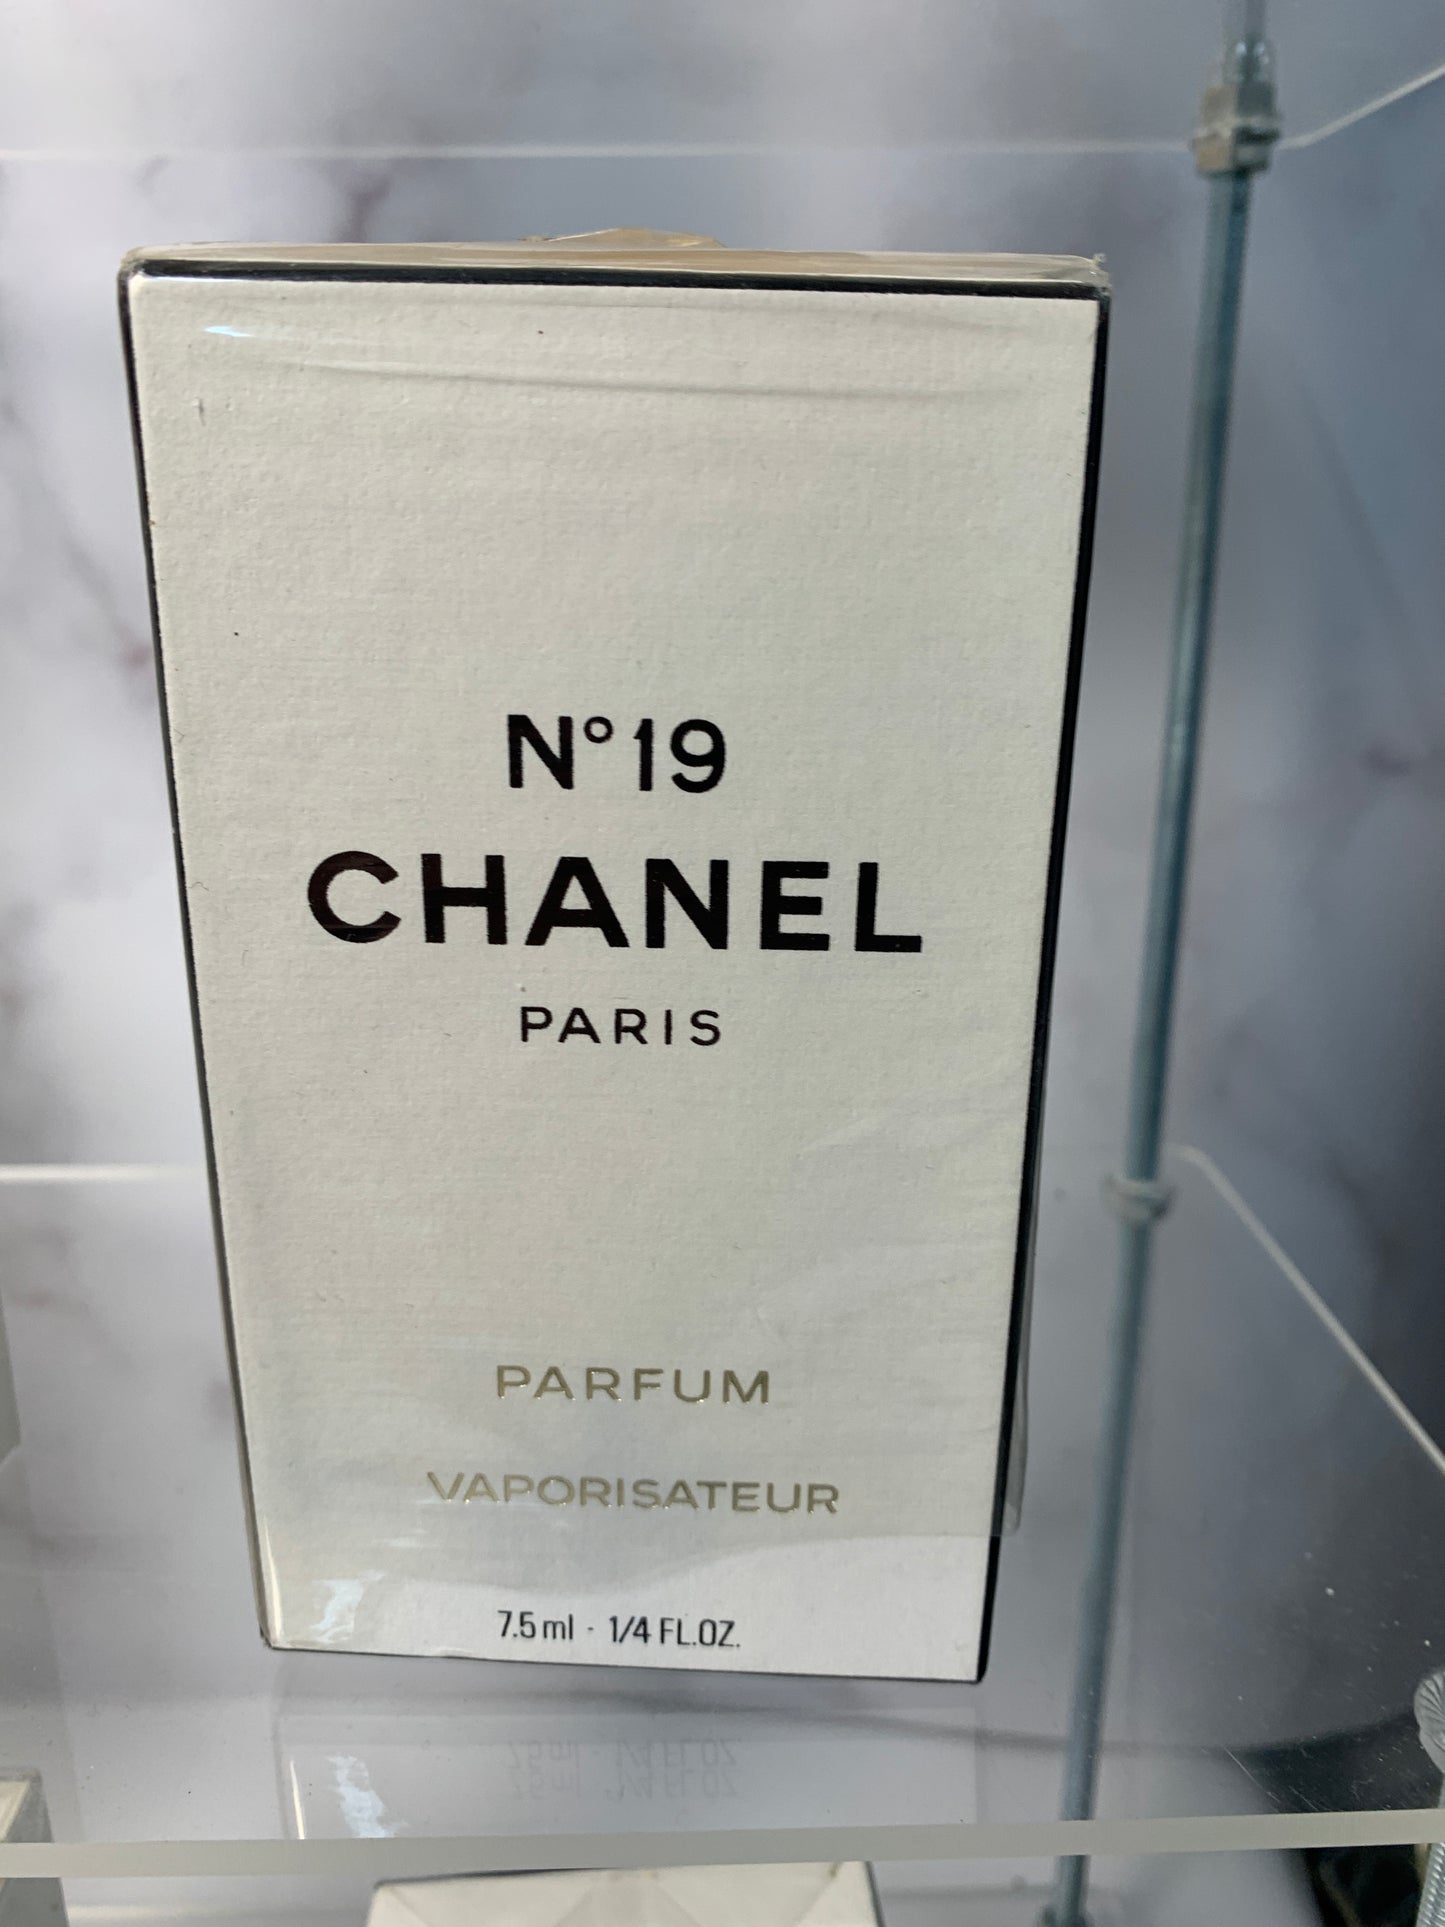 N° 19
CHANEL
PARIS
PARFUM
VAPORISATEUR
7.5 ml - 1/4 FL.OZ.